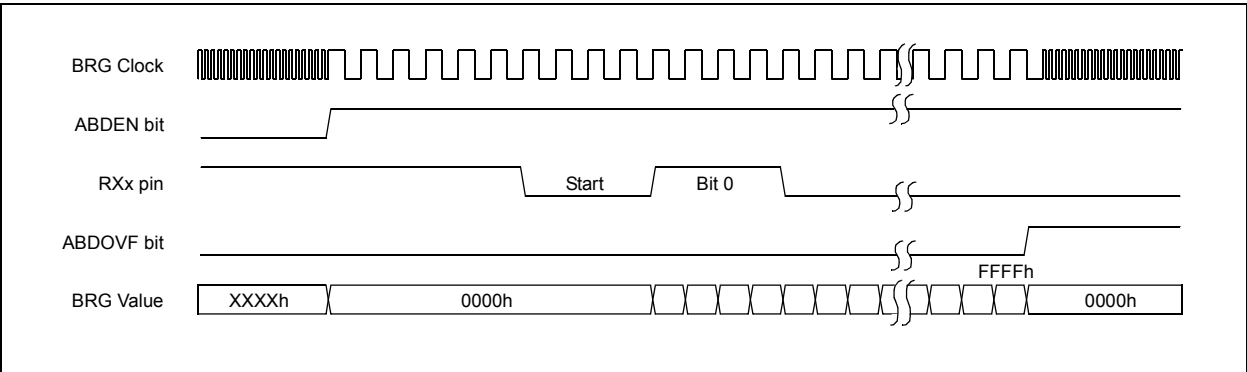 BRG Clock
ABDEN bit
RXx pin
Start
Bit 0
ABDOVF bit
FFFFh
BRG Value
XXXXh
0000h
0000h